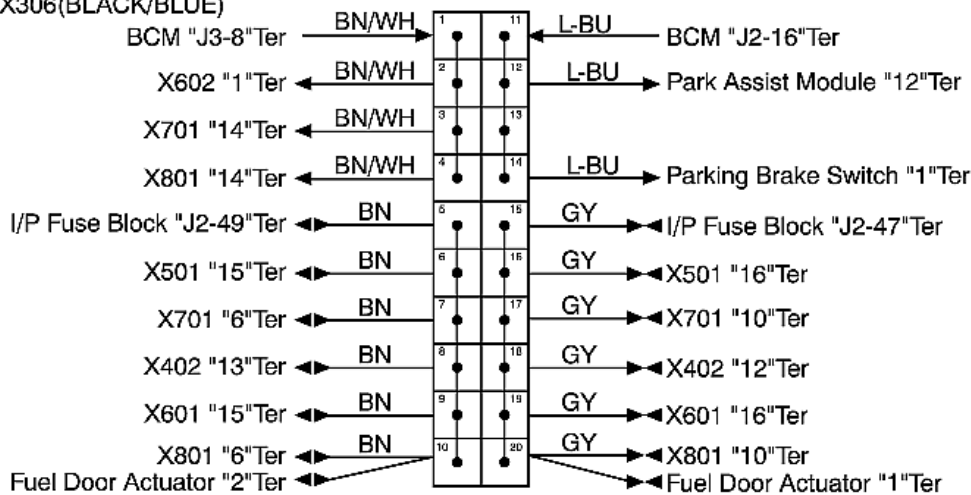 X306(BLACK/BLUE)
BCM "J3-8"Ter BN/WH 1 11 L-BU BCM "J2-16"Ter
X602 "1"Ter BN/WH 2 12 L-BU Park Assist Module "12"Ter
X701 "14"Ter BN/WH 3 13
X801 "14"Ter BN/WH 4 14 L-BU Parking Brake Switch "1"Ter
I/P Fuse Block "J2-49"Ter BN 5 15 GY I/P Fuse Block "J2-47"Ter
X501 "15"Ter BN 6 16 GY X501 "16"Ter
X701 "6"Ter BN 7 17 GY X701 "10"Ter
X402 "13"Ter BN 8 18 GY X402 "12"Ter
X601 "15"Ter BN 9 19 GY X601 "16"Ter
X801 "6"Ter BN 10 20 GY X801 "10"Ter
Fuel Door Actuator "2"Ter Fuel Door Actuator "1"Ter